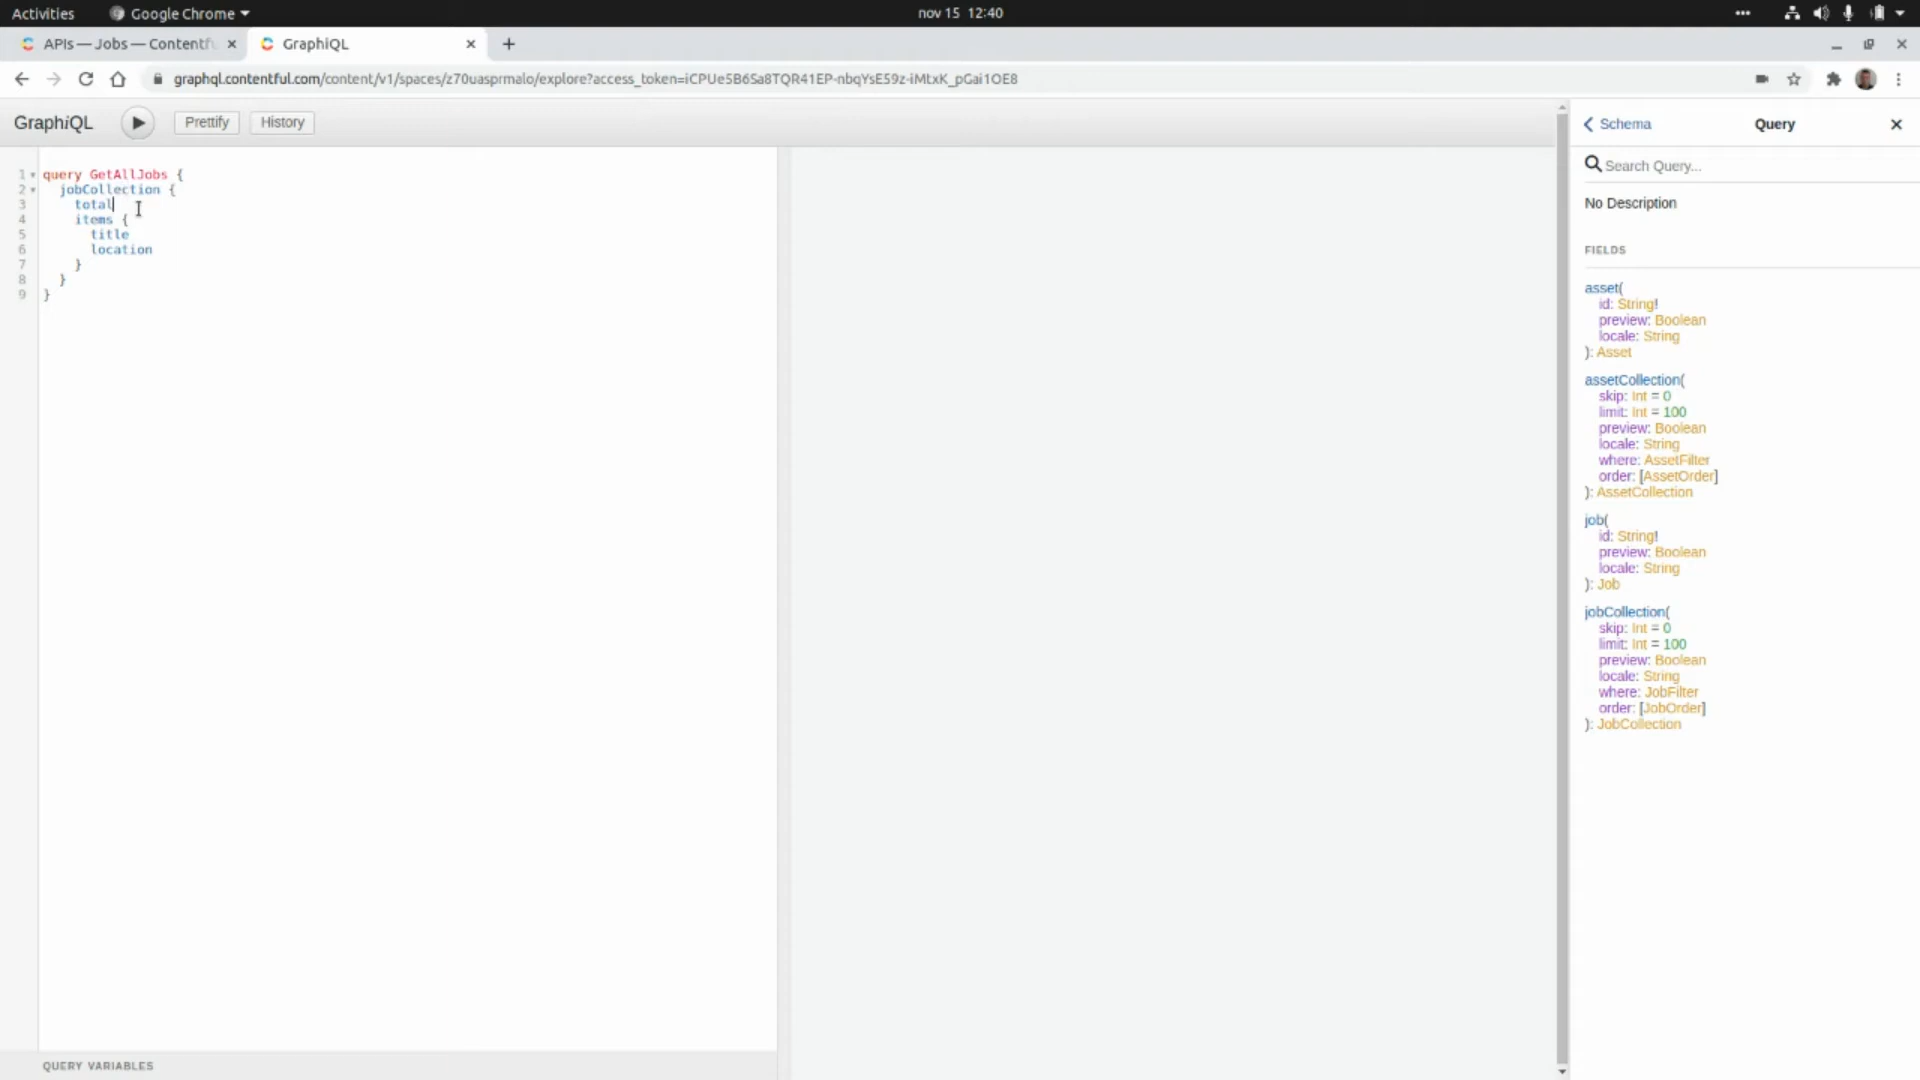 Activities
Google Chrome
nov 15 12:40
APIs — Jobs — Contentfu
GraphiQL
graphql.contentful.com/content/v1/spaces/z70uasprmalo/explore?access_token=iCPUe5B6Sa8TQR41EP-nbqYsE59z-iMtxK_pGai1OE8
GraphiQL
Prettify
History
Schema
Query
Search Query...
No Description
FIELDS
1 query GetAllJobs {
2 jobCollection {
3 total
4 items {
5 title
6 location
7 }
8 }
9 }
asset(
id: String!
preview: Boolean
locale: String
): Asset
assetCollection(
skip: Int = 0
limit: Int = 100
preview: Boolean
locale: String
where: AssetFilter
order: [AssetOrder]
): AssetCollection
job(
id: String!
preview: Boolean
locale: String
): Job
jobCollection(
skip: Int = 0
limit: Int = 100
preview: Boolean
locale: String
where: JobFilter
order: [JobOrder]
): JobCollection
QUERY VARIABLES